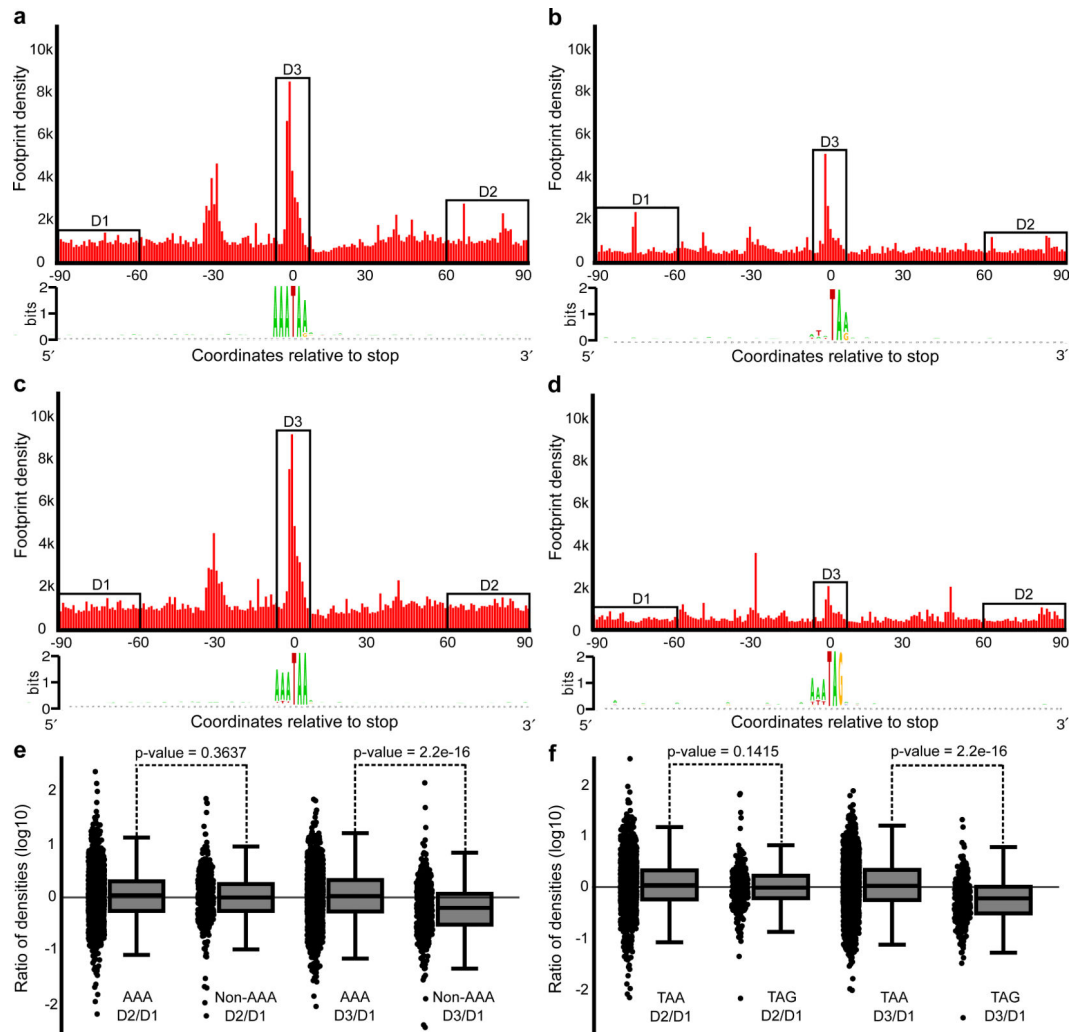 a
Footprint density
10k
8k
6k
4k
2k
0
D1
D3
D2
-90 -60 -30 0 30 60 90
bits
2
1
0
5′ Coordinates relative to stop 3′
b
Footprint density
10k
8k
6k
4k
2k
0
D1
D3
D2
-90 -60 -30 0 30 60 90
bits
2
1
0
5′ Coordinates relative to stop 3′
c
Footprint density
10k
8k
6k
4k
2k
0
D1
D3
D2
-90 -60 -30 0 30 60 90
bits
2
1
0
5′ Coordinates relative to stop 3′
d
Footprint density
10k
8k
6k
4k
2k
0
D1
D3
D2
-90 -60 -30 0 30 60 90
bits
2
1
0
5′ Coordinates relative to stop 3′
e
p-value = 0.3637 p-value = 2.2e-16
Ratio of densities (log10)
2
1
0
-1
-2
AAA Non-AAA AAA Non-AAA
D2/D1 D2/D1 D3/D1 D3/D1
f
p-value = 0.1415 p-value = 2.2e-16
Ratio of densities (log10)
2
1
0
-1
-2
TAA TAG TAA TAG
D2/D1 D2/D1 D3/D1 D3/D1